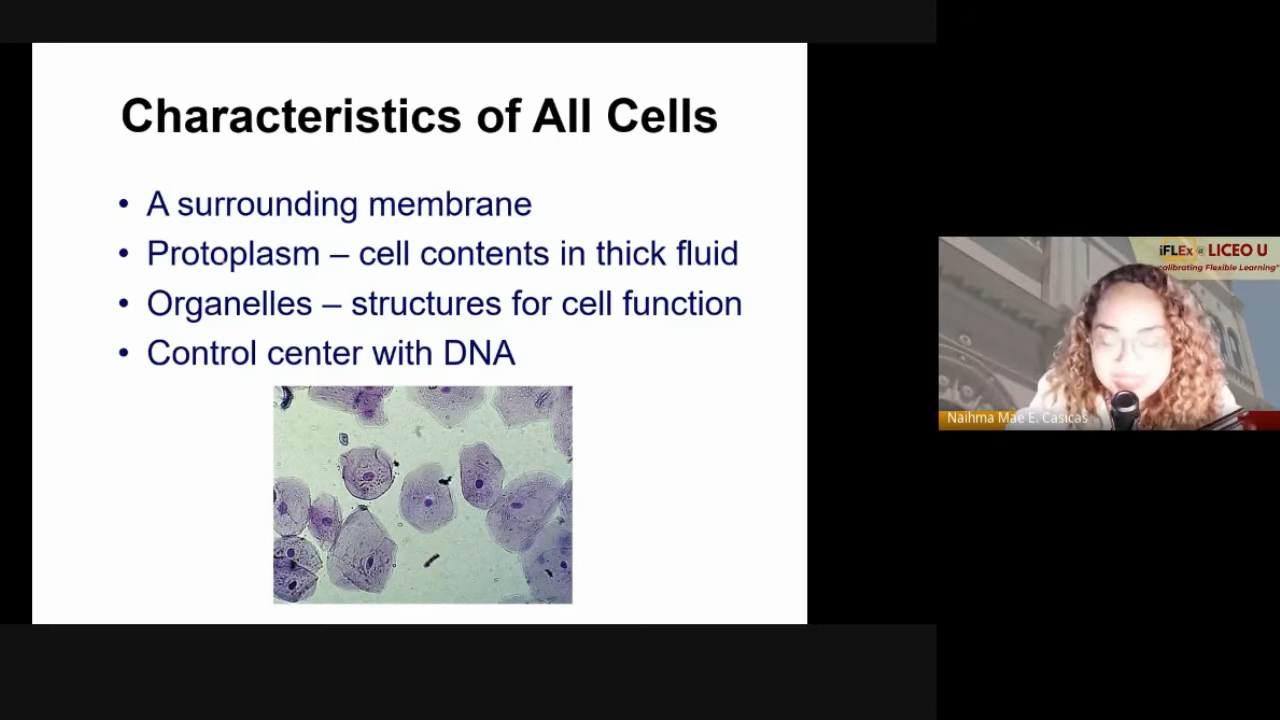 Characteristics of All Cells
• A surrounding membrane
• Protoplasm – cell contents in thick fluid
• Organelles – structures for cell function
• Control center with DNA
iFLEx @ LICEO U
calibrating Flexible Learning"
Naihma Mae E. Casicas